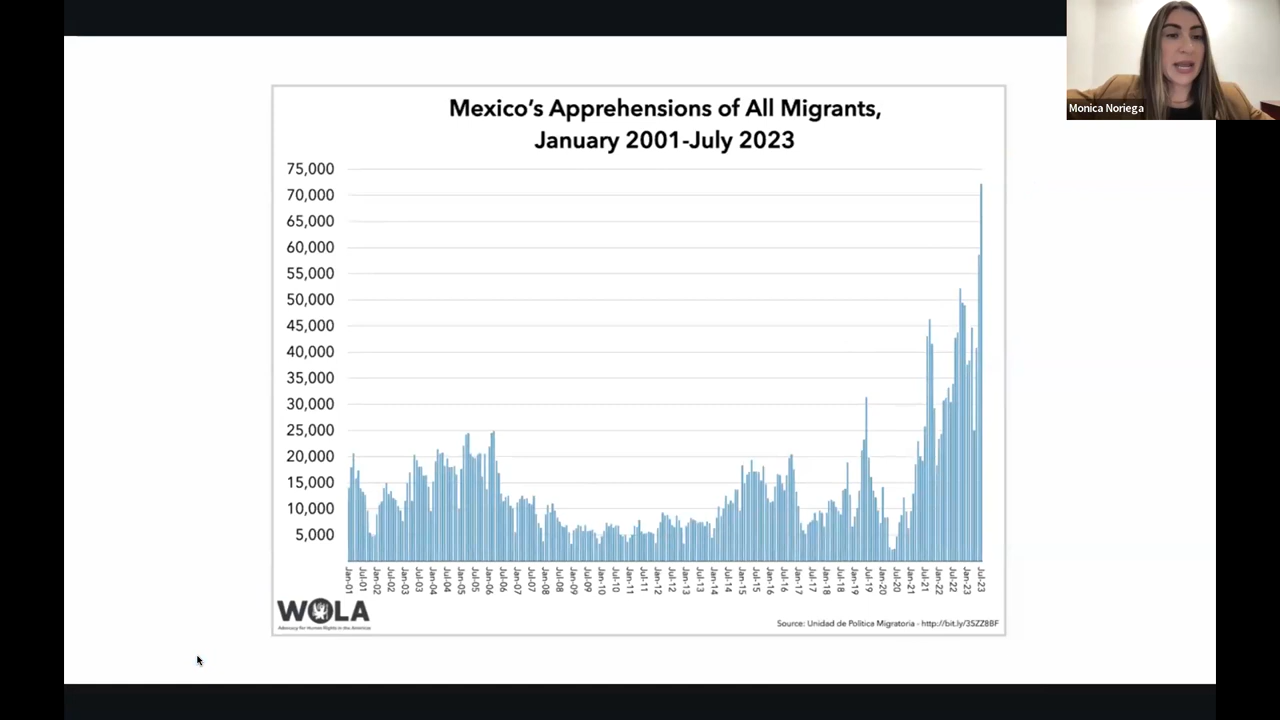 Monica Noriega
Mexico's Apprehensions of All Migrants,
January 2001-July 2023
75,000
70,000
65,000
60,000
55,000
50,000
45,000
40,000
35,000
30,000
25,000
20,000
15,000
10,000
5,000
Jan-01
Jul-01
Jan-02
Jul-02
Jan-03
Jul-03
Jan-04
Jul-04
Jan-05
Jul-05
Jan-06
Jul-06
Jan-07
Jul-07
Jan-08
Jul-08
Jan-09
Jul-09
Jan-10
Jul-10
Jan-11
Jul-11
Jan-12
Jul-12
Jan-13
Jul-13
Jan-14
Jul-14
Jan-15
Jul-15
Jan-16
Jul-16
Jan-17
Jul-17
Jan-18
Jul-18
Jan-19
Jul-19
Jan-20
Jul-20
Jan-21
Jul-21
Jan-22
Jul-22
Jan-23
Jul-23
WOLA
Advocacy for Human Rights in the Americas
Source: Unidad de Política Migratoria - http://bit.ly/3SZZ8BF